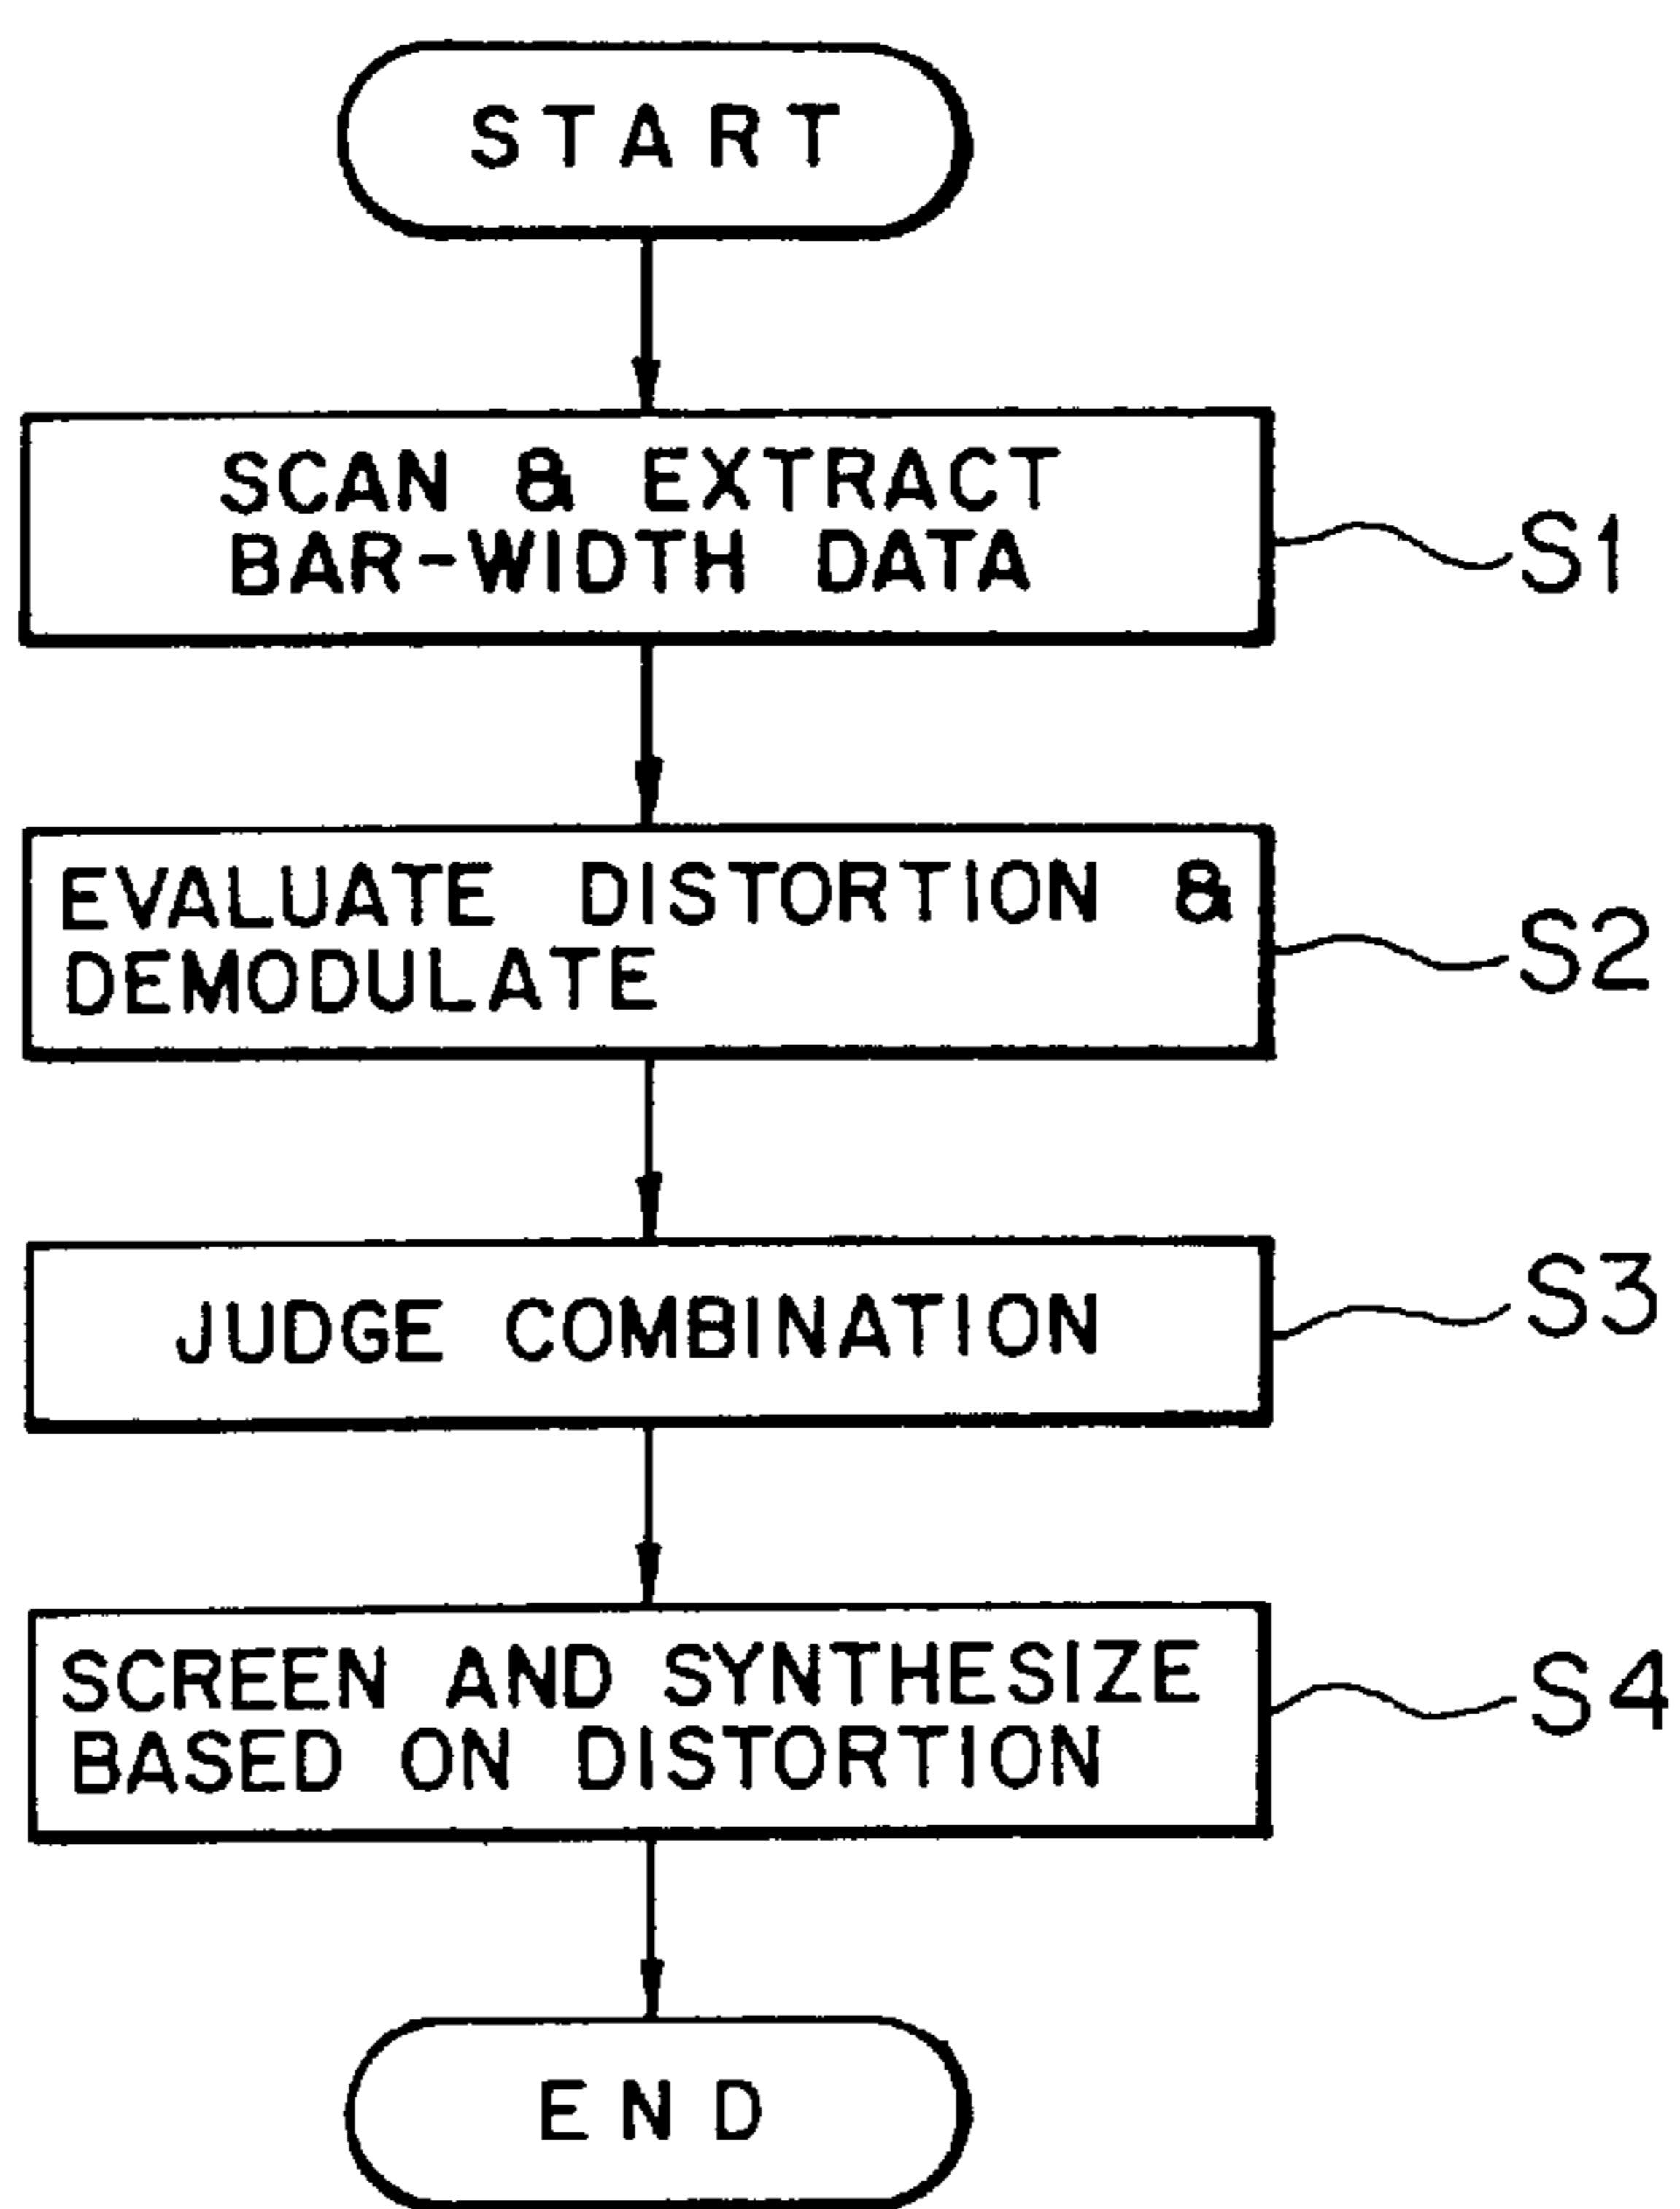 START
SCAN & EXTRACT
BAR-WIDTH DATA
S1
EVALUATE DISTORTION &
DEMODULATE
S2
JUDGE COMBINATION
S3
SCREEN AND SYNTHESIZE
BASED ON DISTORTION
S4
END